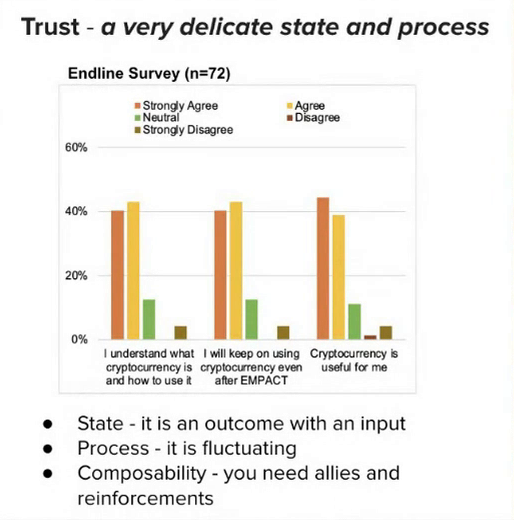 Trust - a very delicate state and process
Endline Survey (n=72)
Strongly Agree
Agree
Neutral
Disagree
Strongly Disagree
60%
40%
20%
0%
I understand what
cryptocurrency is
and how to use it
I will keep on using
cryptocurrency even
after EMPACT
Cryptocurrency is
useful for me
● State - it is an outcome with an input
● Process - it is fluctuating
● Composability - you need allies and
reinforcements